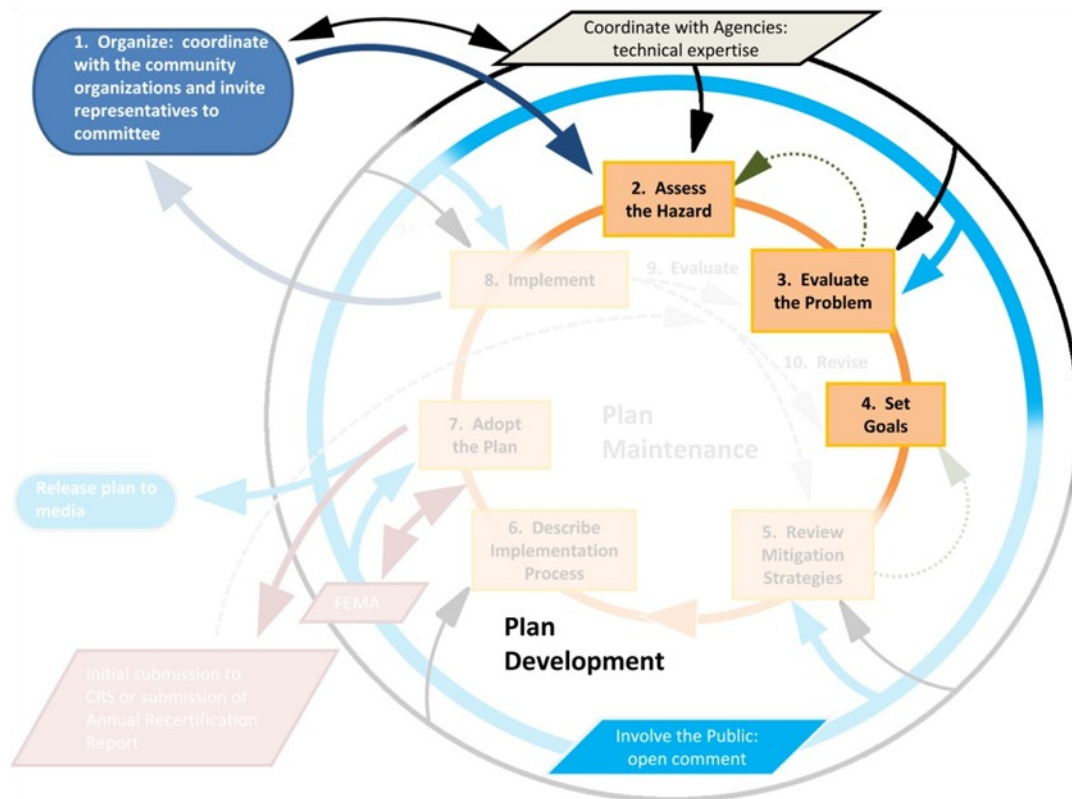 Coordinate with Agencies:
technical expertise
1. Organize: coordinate
with the community
organizations and invite
representatives to
committee
2. Assess
the Hazard
3. Evaluate
the Problem
4. Set
Goals
5. Review
Mitigation
Strategies
6. Describe
Implementation
Process
7. Adopt
the Plan
8. Implement
9. Evaluate
10. Revise
Plan
Maintenance
Release plan to
media
FEMA
Initial submission to
CRS or submission of
Annual Recertification
Report
Plan
Development
Involve the Public:
open comment